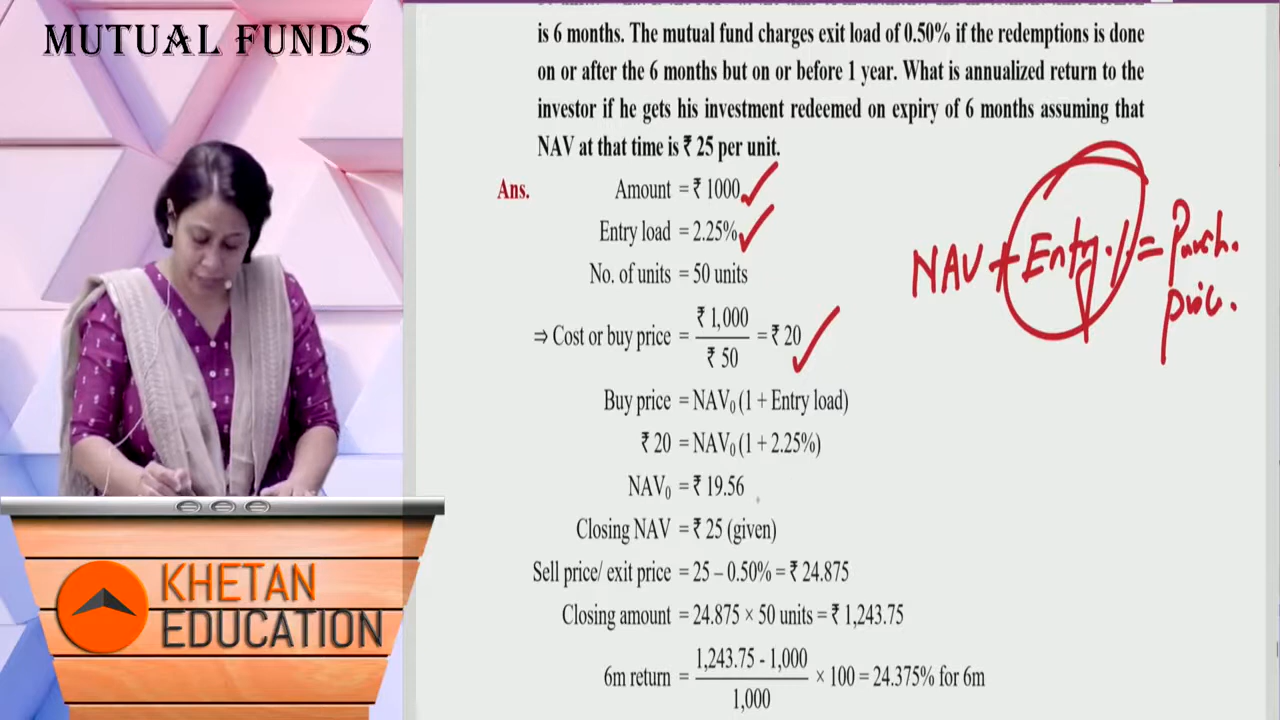 MUTUAL FUNDS
is 6 months. The mutual fund charges exit load of 0.50% if the redemptions is done
on or after the 6 months but on or before 1 year. What is annualized return to the
investor if he gets his investment redeemed on expiry of 6 months assuming that
NAV at that time is ₹ 25 per unit.
Ans. Amount = ₹ 1000
Entry load = 2.25%
No. of units = 50 units
⇒ Cost or buy price = ₹ 1,000 / ₹ 50 = ₹ 20
Buy price = NAV₀ (1 + Entry load)
₹ 20 = NAV₀ (1 + 2.25%)
NAV₀ = ₹ 19.56
Closing NAV = ₹ 25 (given)
Sell price/ exit price = 25 – 0.50% = ₹ 24.875
Closing amount = 24.875 × 50 units = ₹ 1,243.75
6m return = 1,243.75 - 1,000 / 1,000 × 100 = 24.375% for 6m
NAV + Entry = Purch.
KHETAN
EDUCATION